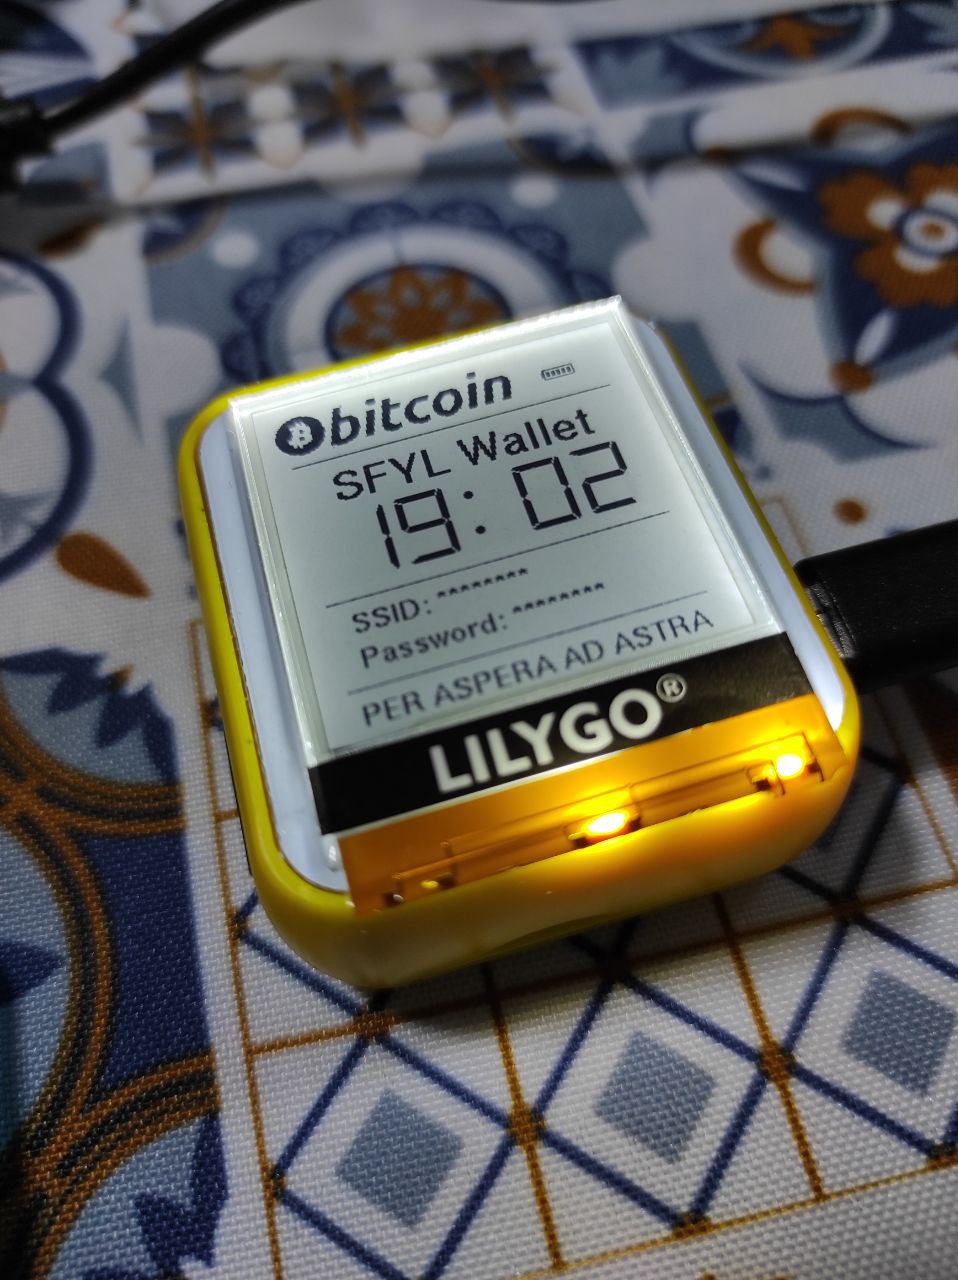 bitcoin
SFYL Wallet
19:02
SSID: ********
Password: ********
PER ASPERA AD ASTRA
LILYGO®